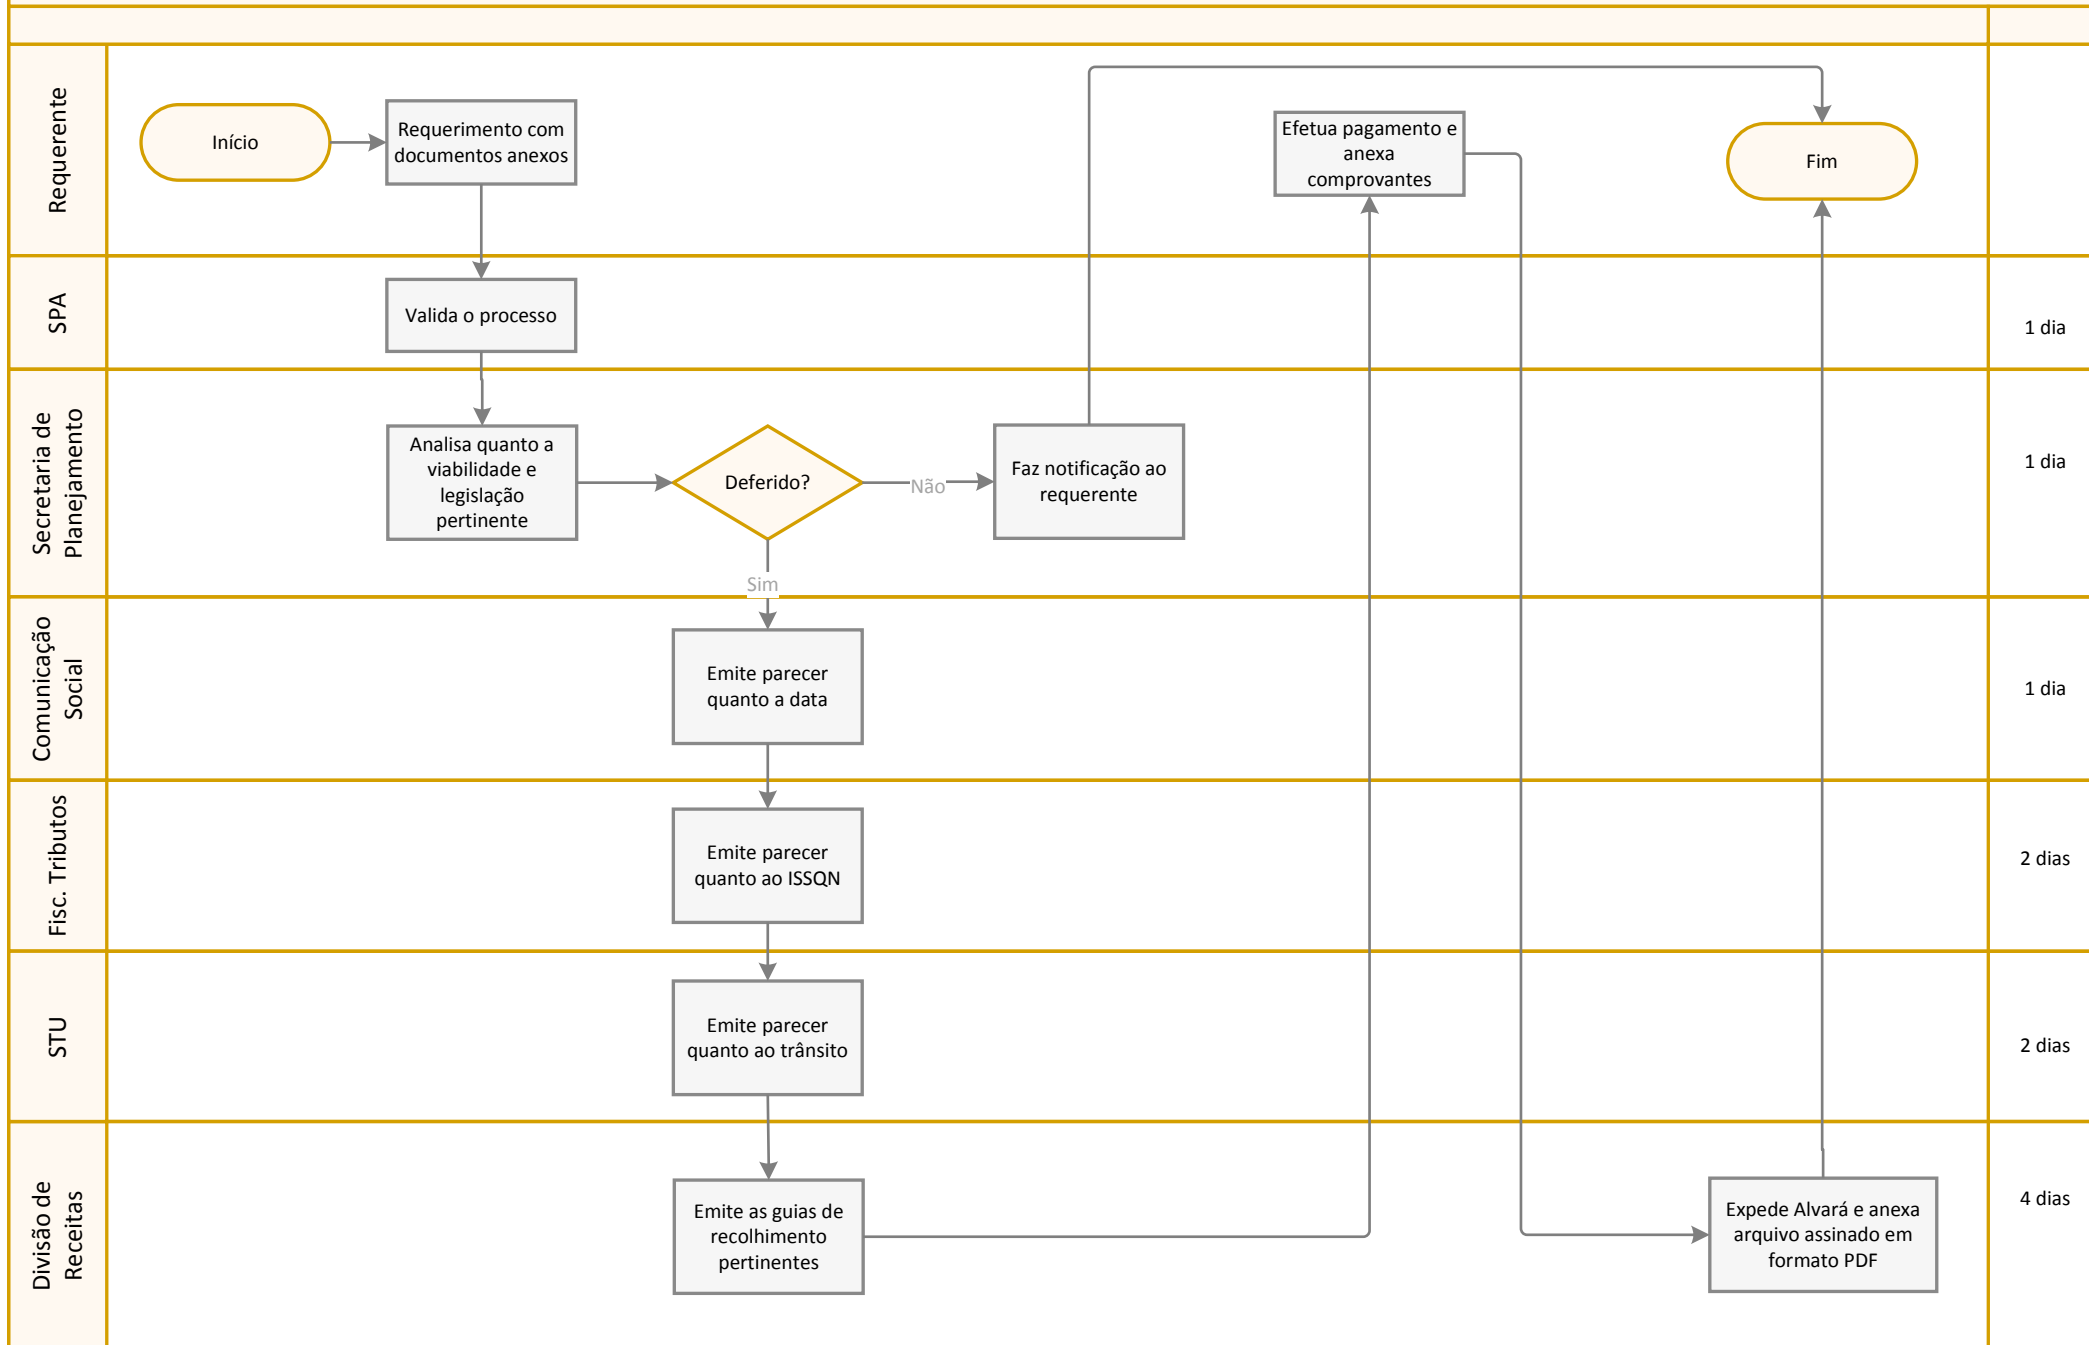 Requerente
Início
Requerimento com
documentos anexos
Efetua pagamento e
anexa
comprovantes
Fim
SPA
Valida o processo
1 dia
Secretaria de
Planejamento
Analisa quanto a
viabilidade e
legislação
pertinente
Deferido?
Não
Faz notificação ao
requerente
1 dia
Sim
Comunicação
Social
Emite parecer
quanto a data
1 dia
Fisc. Tributos
Emite parecer
quanto ao ISSQN
2 dias
STU
Emite parecer
quanto ao trânsito
2 dias
Divisão de
Receitas
Emite as guias de
recolhimento
pertinentes
Expede Alvará e anexa
arquivo assinado em
formato PDF
4 dias